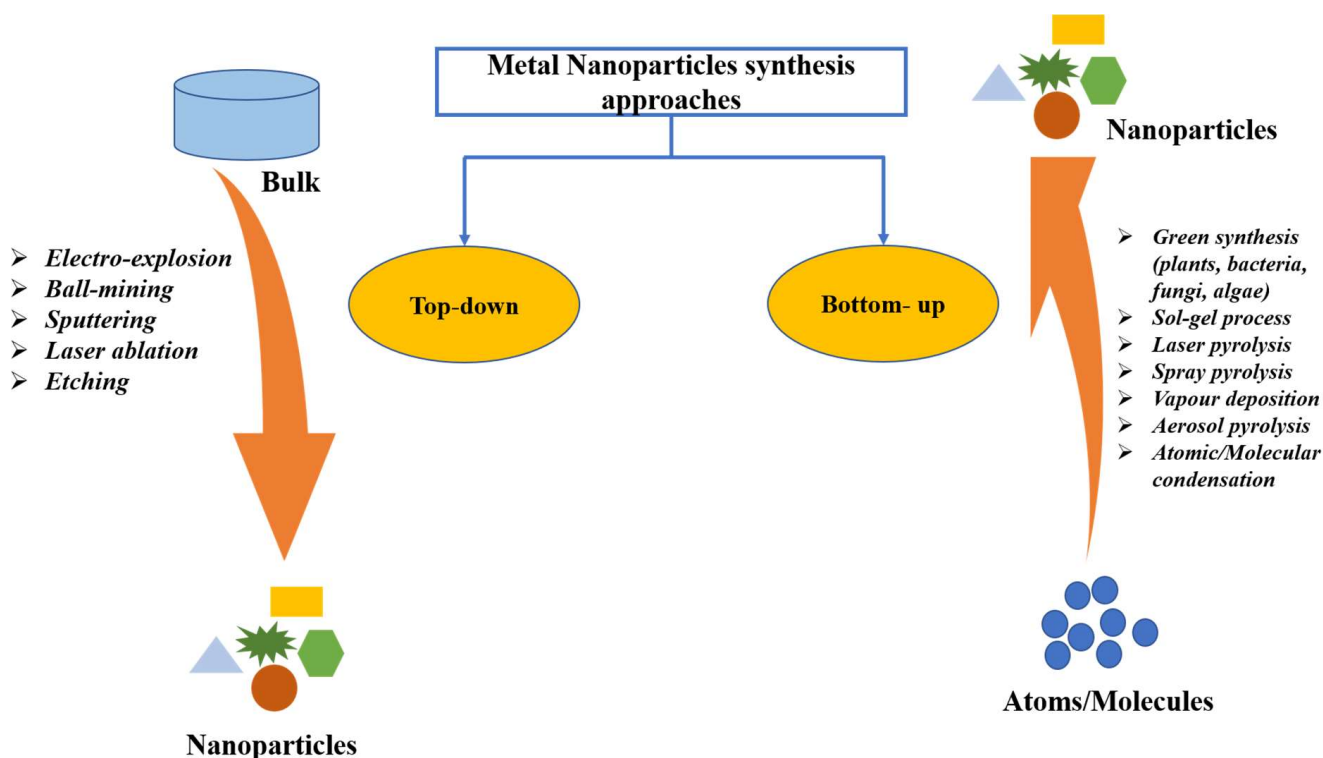 Metal Nanoparticles synthesis
approaches
Bulk
➢ Electro-explosion
➢ Ball-mining
➢ Sputtering
➢ Laser ablation
➢ Etching
Nanoparticles
Top-down
Bottom- up
Nanoparticles
➢ Green synthesis
(plants, bacteria,
fungi, algae)
➢ Sol-gel process
➢ Laser pyrolysis
➢ Spray pyrolysis
➢ Vapour deposition
➢ Aerosol pyrolysis
➢ Atomic/Molecular
condensation
Atoms/Molecules